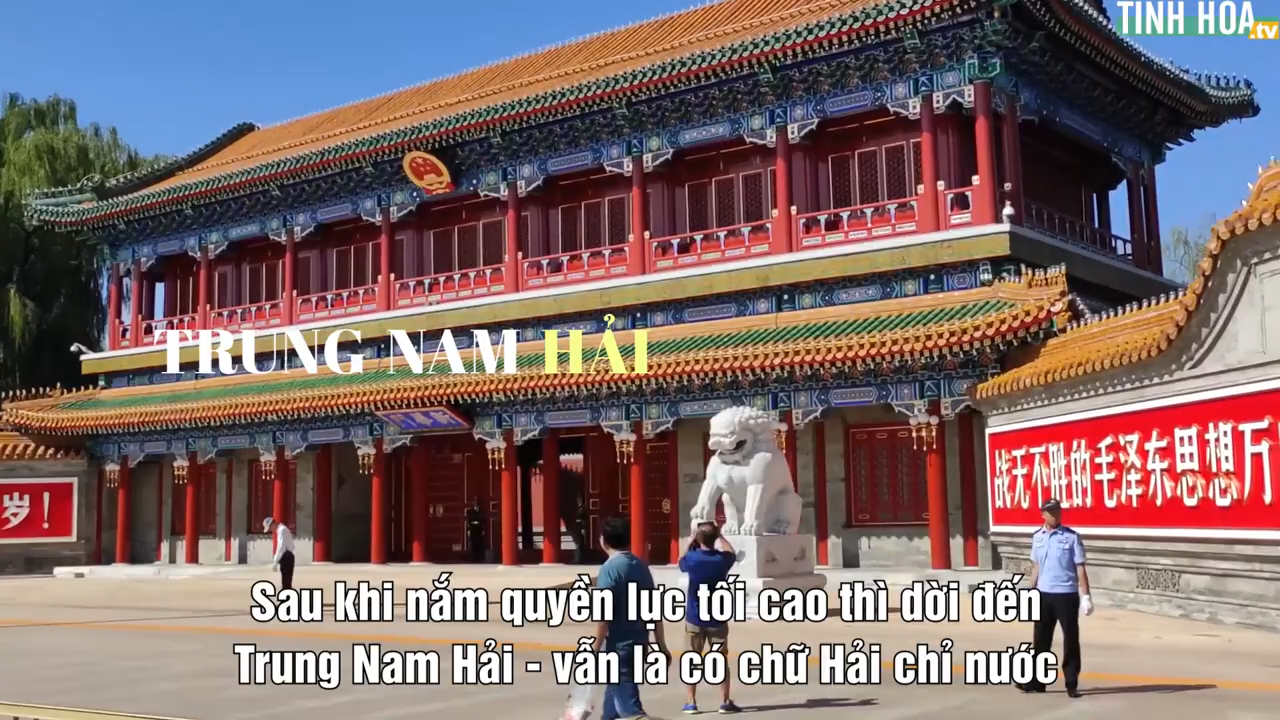 TINH HOA
.tv
TRUNG NAM HẢI
战无不胜的毛泽东思想万
岁！
Sau khi nắm quyền lực tối cao thì dời đến
Trung Nam Hải - vẫn là có chữ Hải chỉ nước